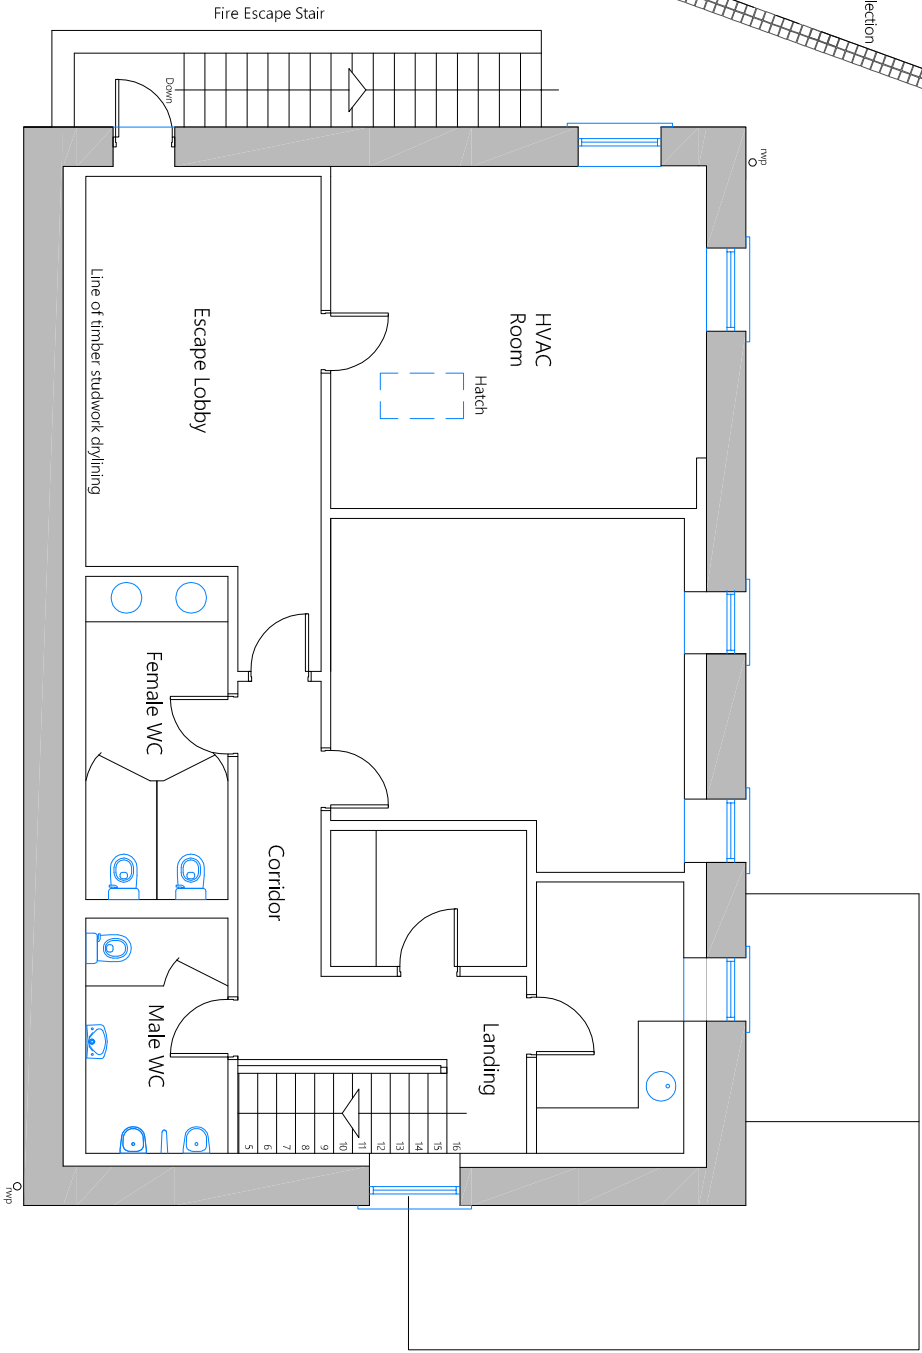 Fire Escape Stair
lection
Down
rwp
HVAC
Room
Hatch
Escape Lobby
Line of timber studwork drylining
Female WC
Corridor
Male WC
Landing
5
6
7
8
9
10
11
12
13
14
15
16
rwp